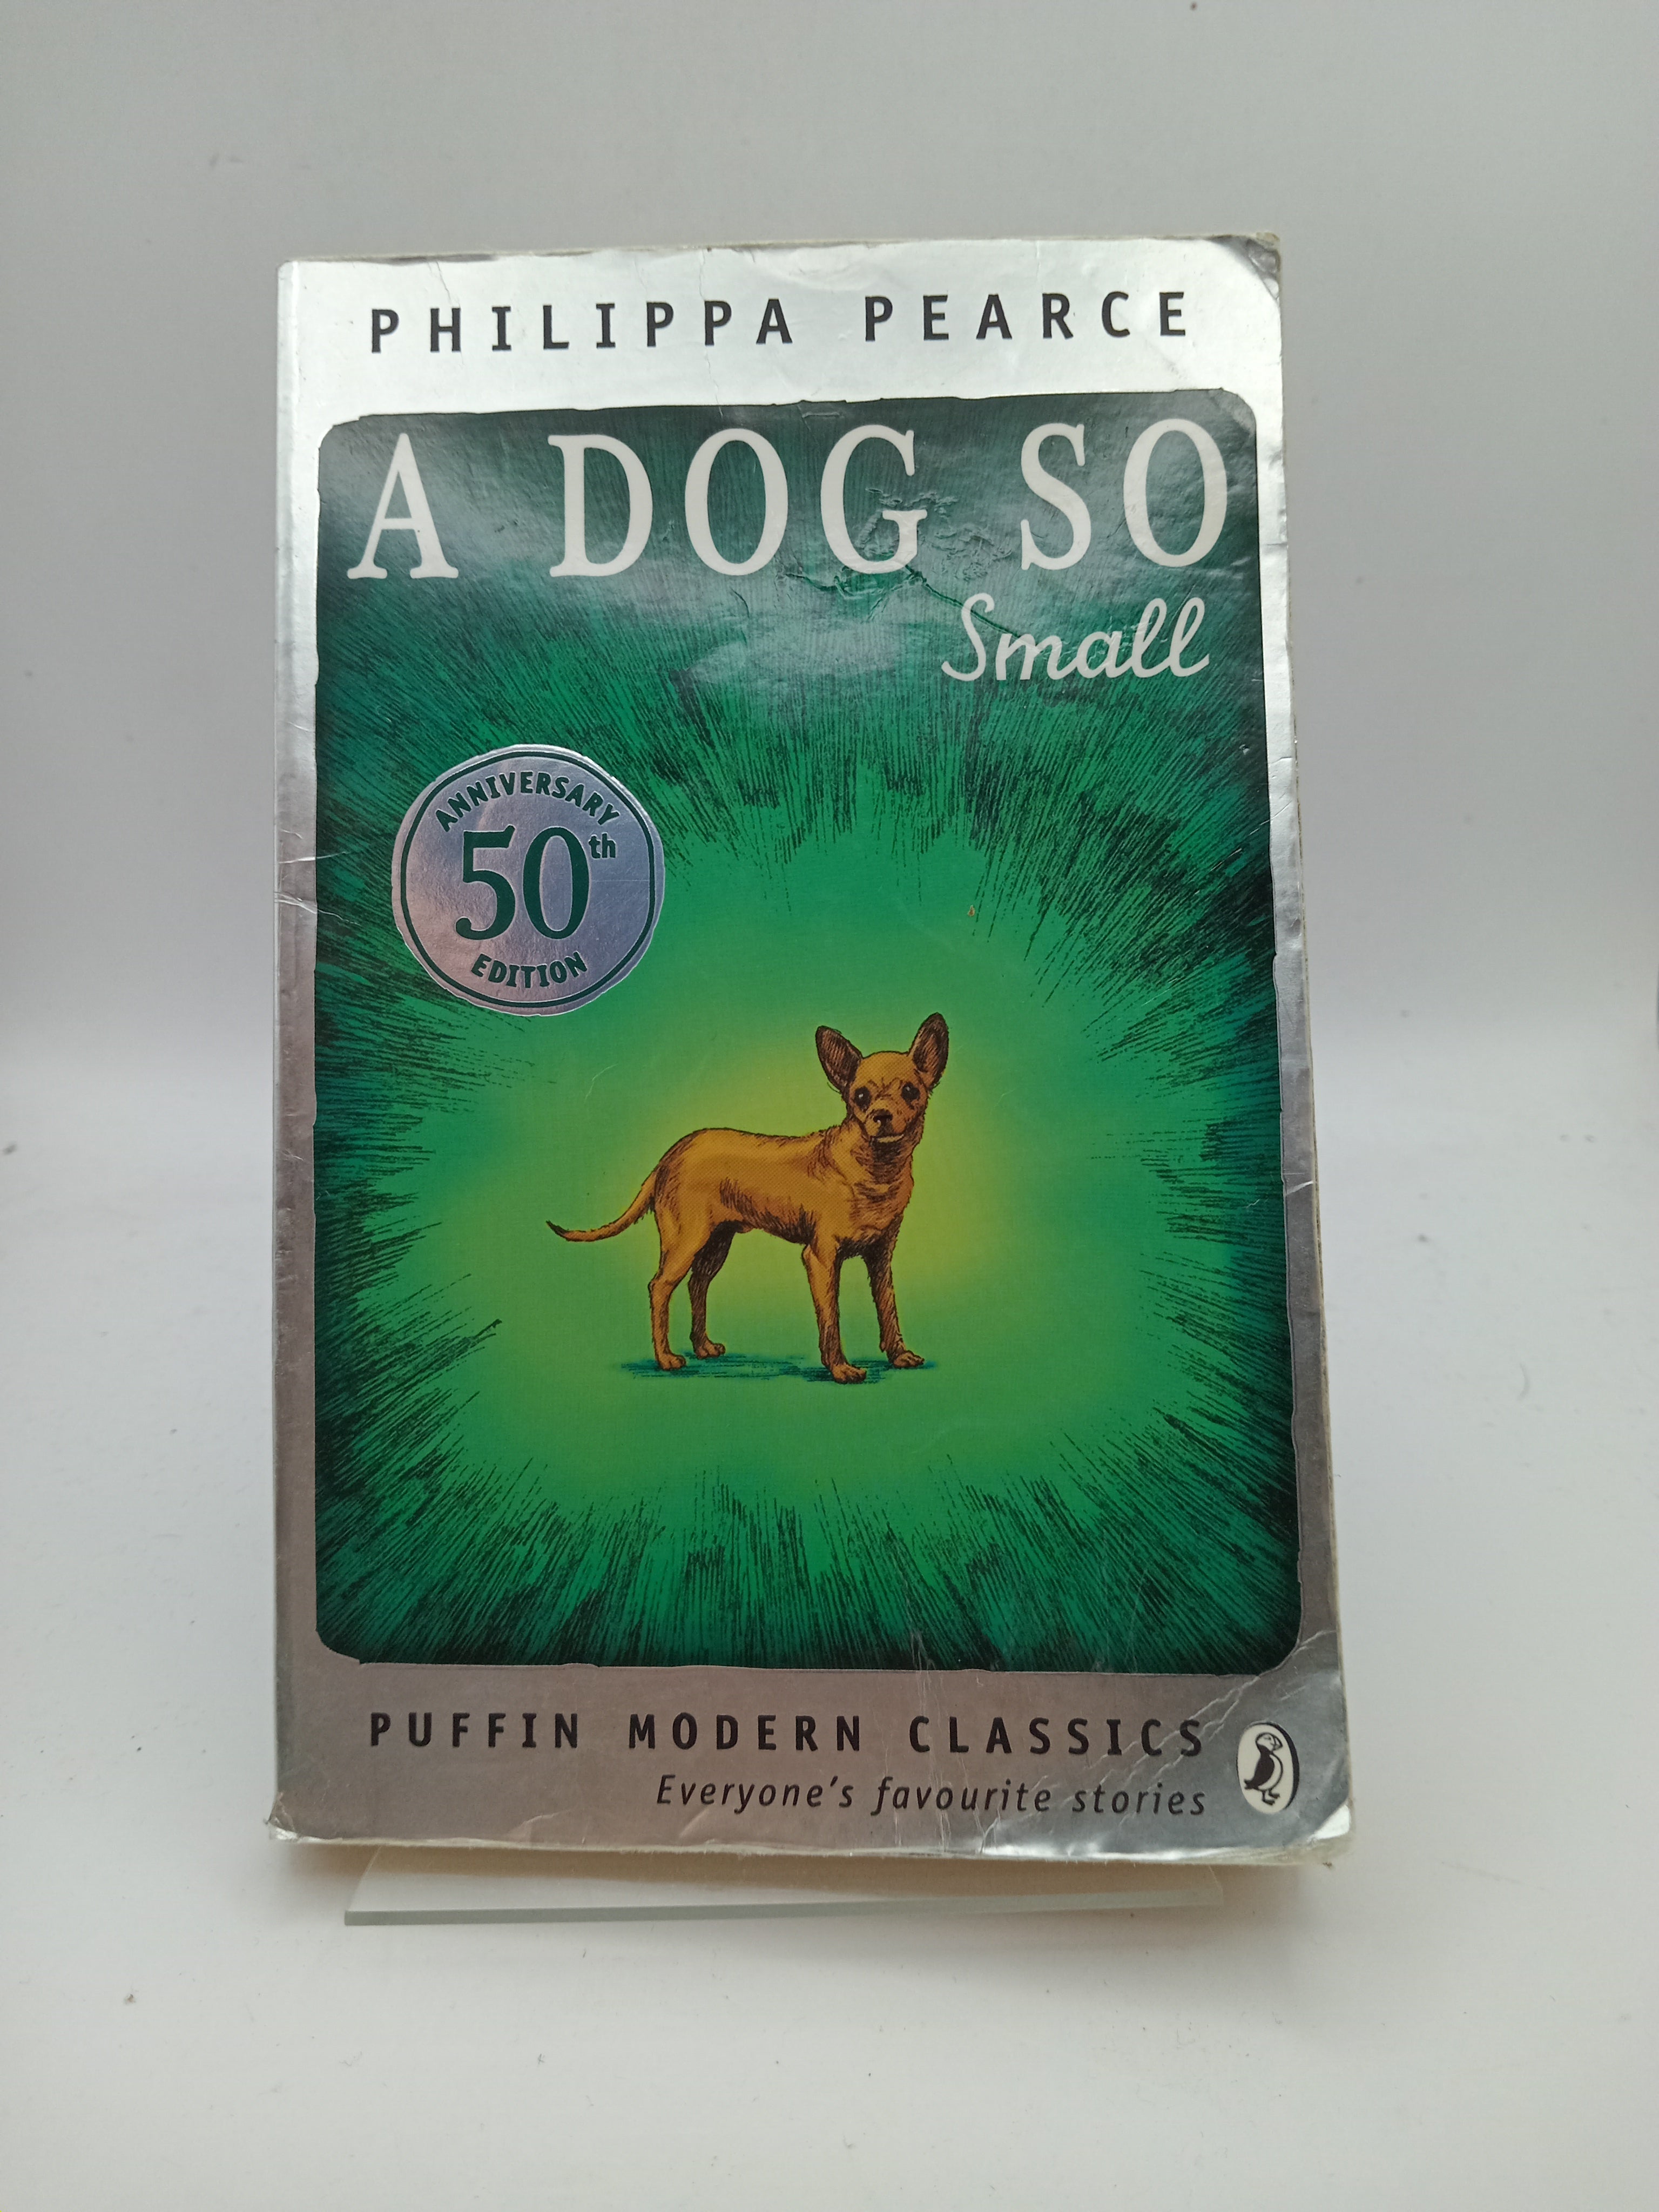 PHILIPPA PEARCE
A DOG SO
Small
ANNIVERSARY
50th
EDITION
PUFFIN MODERN CLASSICS
Everyone's favourite stories